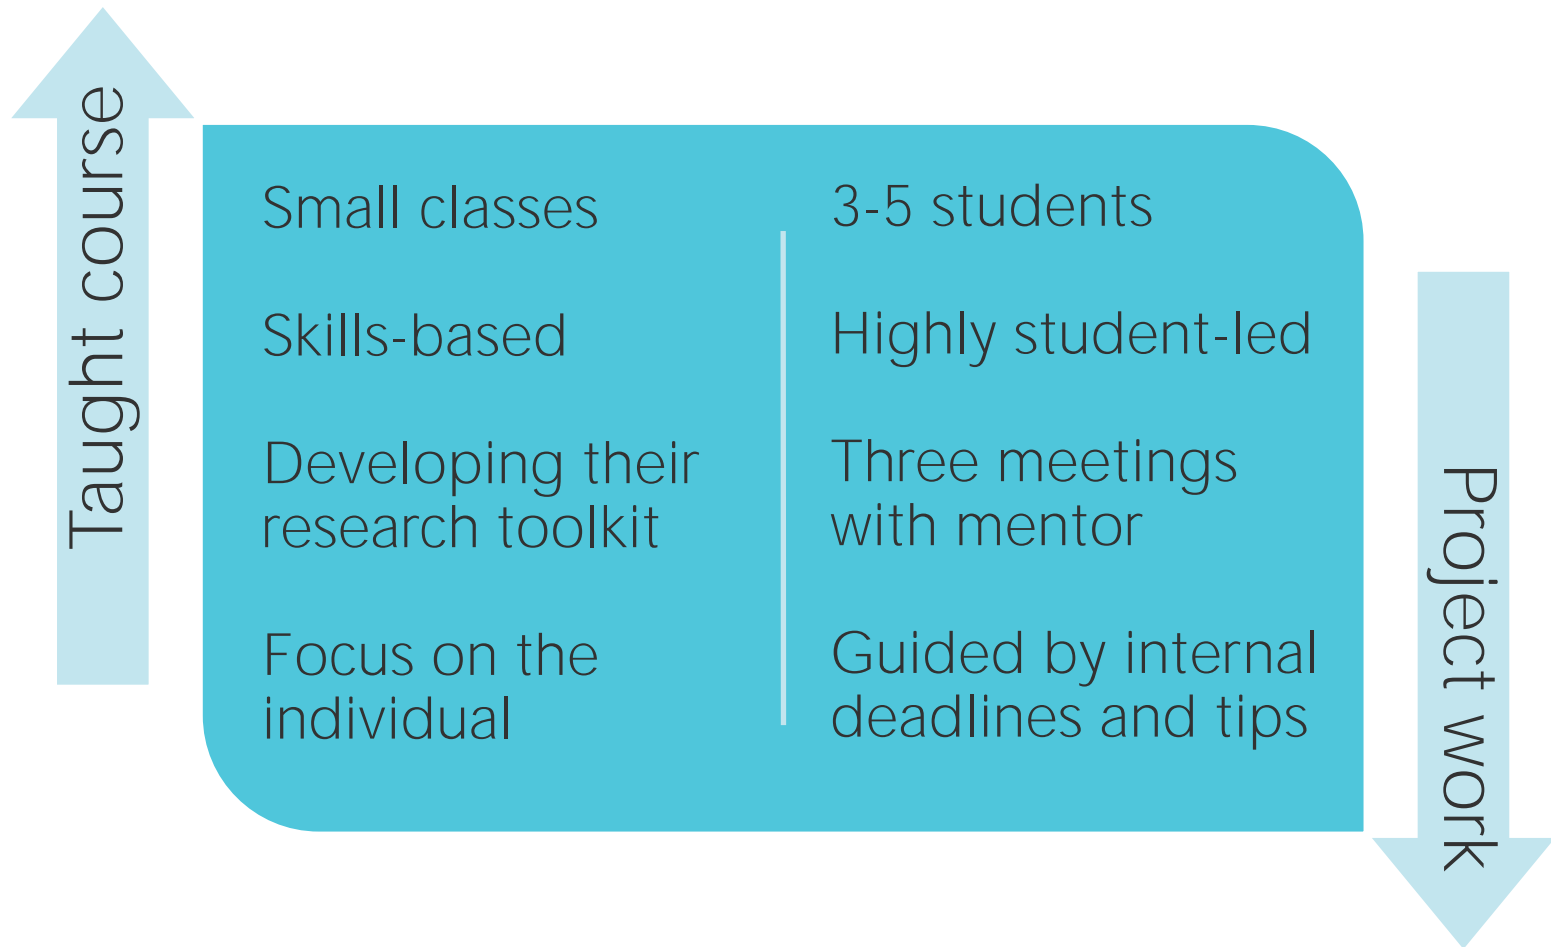 Taught course
Small classes
Skills-based
Developing their
research toolkit
Focus on the
individual
3-5 students
Highly student-led
Three meetings
with mentor
Guided by internal
deadlines and tips
Project work